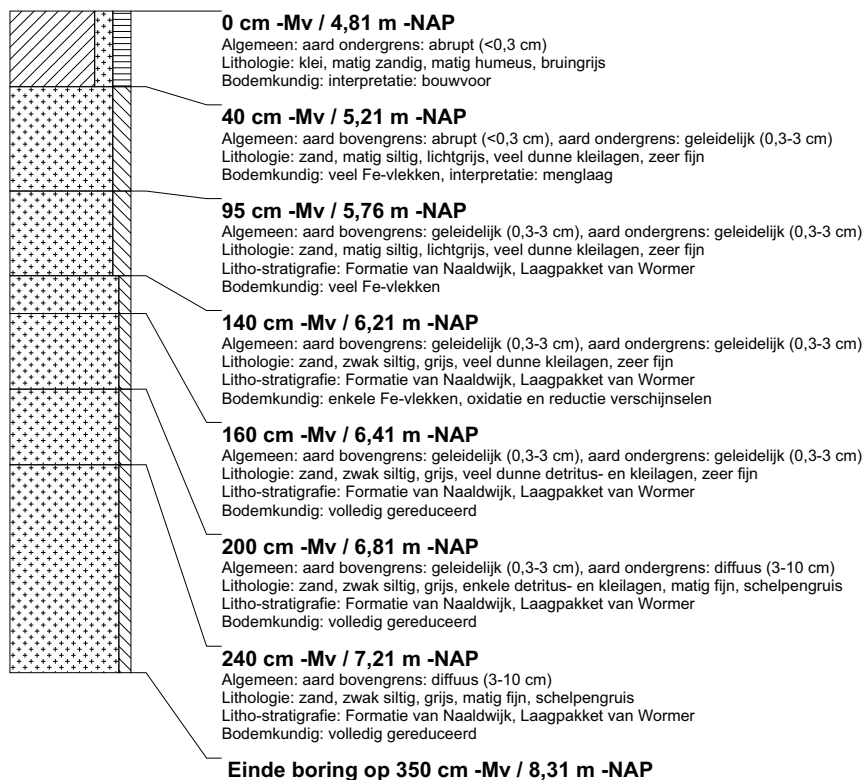 0 cm -Mv / 4,81 m -NAP
Algemeen: aard ondergrens: abrupt (<0,3 cm)
Lithologie: klei, matig zandig, matig humeus, bruingrijs
Bodemkundig: interpretatie: bouwvoor
40 cm -Mv / 5,21 m -NAP
Algemeen: aard bovengrens: abrupt (<0,3 cm), aard ondergrens: geleidelijk (0,3-3 cm)
Lithologie: zand, matig siltig, lichtgrijs, veel dunne kleilagen, zeer fijn
Bodemkundig: veel Fe-vlekken, interpretatie: menglaag
95 cm -Mv / 5,76 m -NAP
Algemeen: aard bovengrens: geleidelijk (0,3-3 cm), aard ondergrens: geleidelijk (0,3-3 cm)
Lithologie: zand, matig siltig, lichtgrijs, veel dunne kleilagen, zeer fijn
Litho-stratigrafie: Formatie van Naaldwijk, Laagpakket van Wormer
Bodemkundig: veel Fe-vlekken
140 cm -Mv / 6,21 m -NAP
Algemeen: aard bovengrens: geleidelijk (0,3-3 cm), aard ondergrens: geleidelijk (0,3-3 cm)
Lithologie: zand, zwak siltig, grijs, veel dunne kleilagen, zeer fijn
Litho-stratigrafie: Formatie van Naaldwijk, Laagpakket van Wormer
Bodemkundig: enkele Fe-vlekken, oxidatie en reductie verschijnselen
160 cm -Mv / 6,41 m -NAP
Algemeen: aard bovengrens: geleidelijk (0,3-3 cm), aard ondergrens: geleidelijk (0,3-3 cm)
Lithologie: zand, zwak siltig, grijs, veel dunne detritus- en kleilagen, zeer fijn
Litho-stratigrafie: Formatie van Naaldwijk, Laagpakket van Wormer
Bodemkundig: volledig gereduceerd
200 cm -Mv / 6,81 m -NAP
Algemeen: aard bovengrens: geleidelijk (0,3-3 cm), aard ondergrens: diffuus (3-10 cm)
Lithologie: zand, zwak siltig, grijs, enkele detritus- en kleilagen, matig fijn, schelpengruis
Litho-stratigrafie: Formatie van Naaldwijk, Laagpakket van Wormer
Bodemkundig: volledig gereduceerd
240 cm -Mv / 7,21 m -NAP
Algemeen: aard bovengrens: diffuus (3-10 cm)
Lithologie: zand, zwak siltig, grijs, matig fijn, schelpengruis
Litho-stratigrafie: Formatie van Naaldwijk, Laagpakket van Wormer
Bodemkundig: volledig gereduceerd
Einde boring op 350 cm -Mv / 8,31 m -NAP